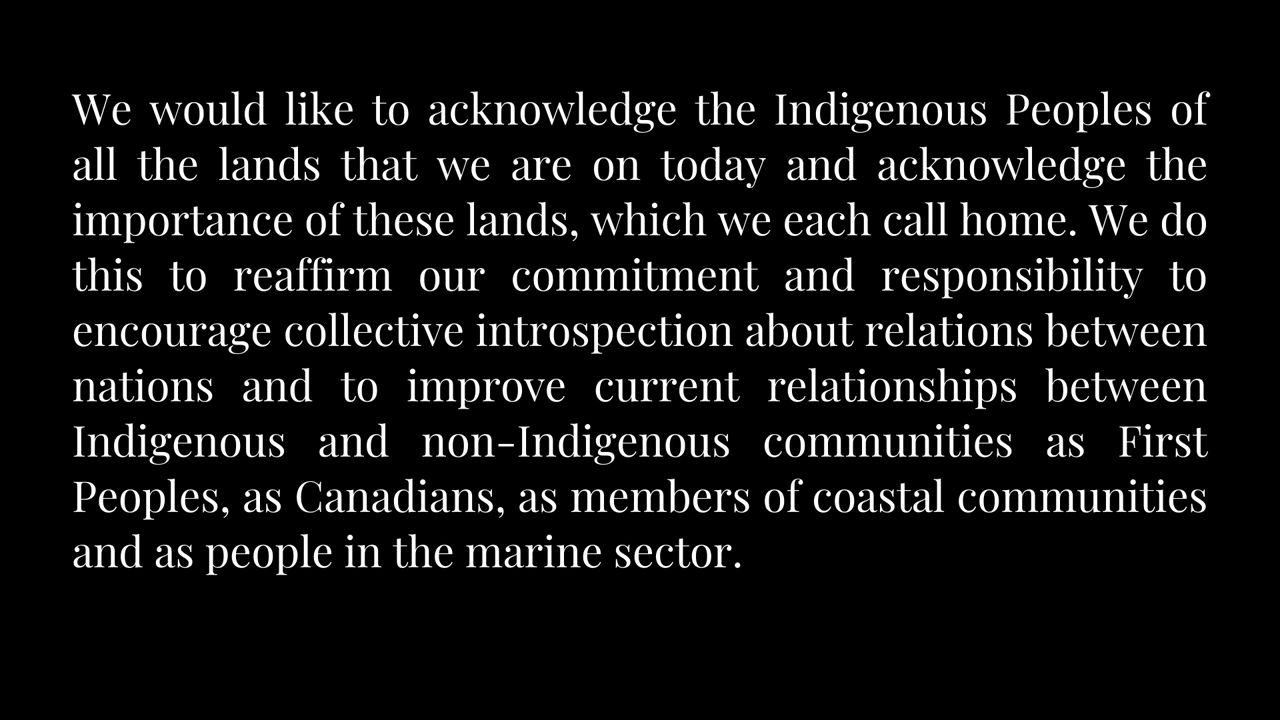 We would like to acknowledge the Indigenous Peoples of
all the lands that we are on today and acknowledge the
importance of these lands, which we each call home. We do
this to reaffirm our commitment and responsibility to
encourage collective introspection about relations between
nations and to improve current relationships between
Indigenous and non-Indigenous communities as First
Peoples, as Canadians, as members of coastal communities
and as people in the marine sector.